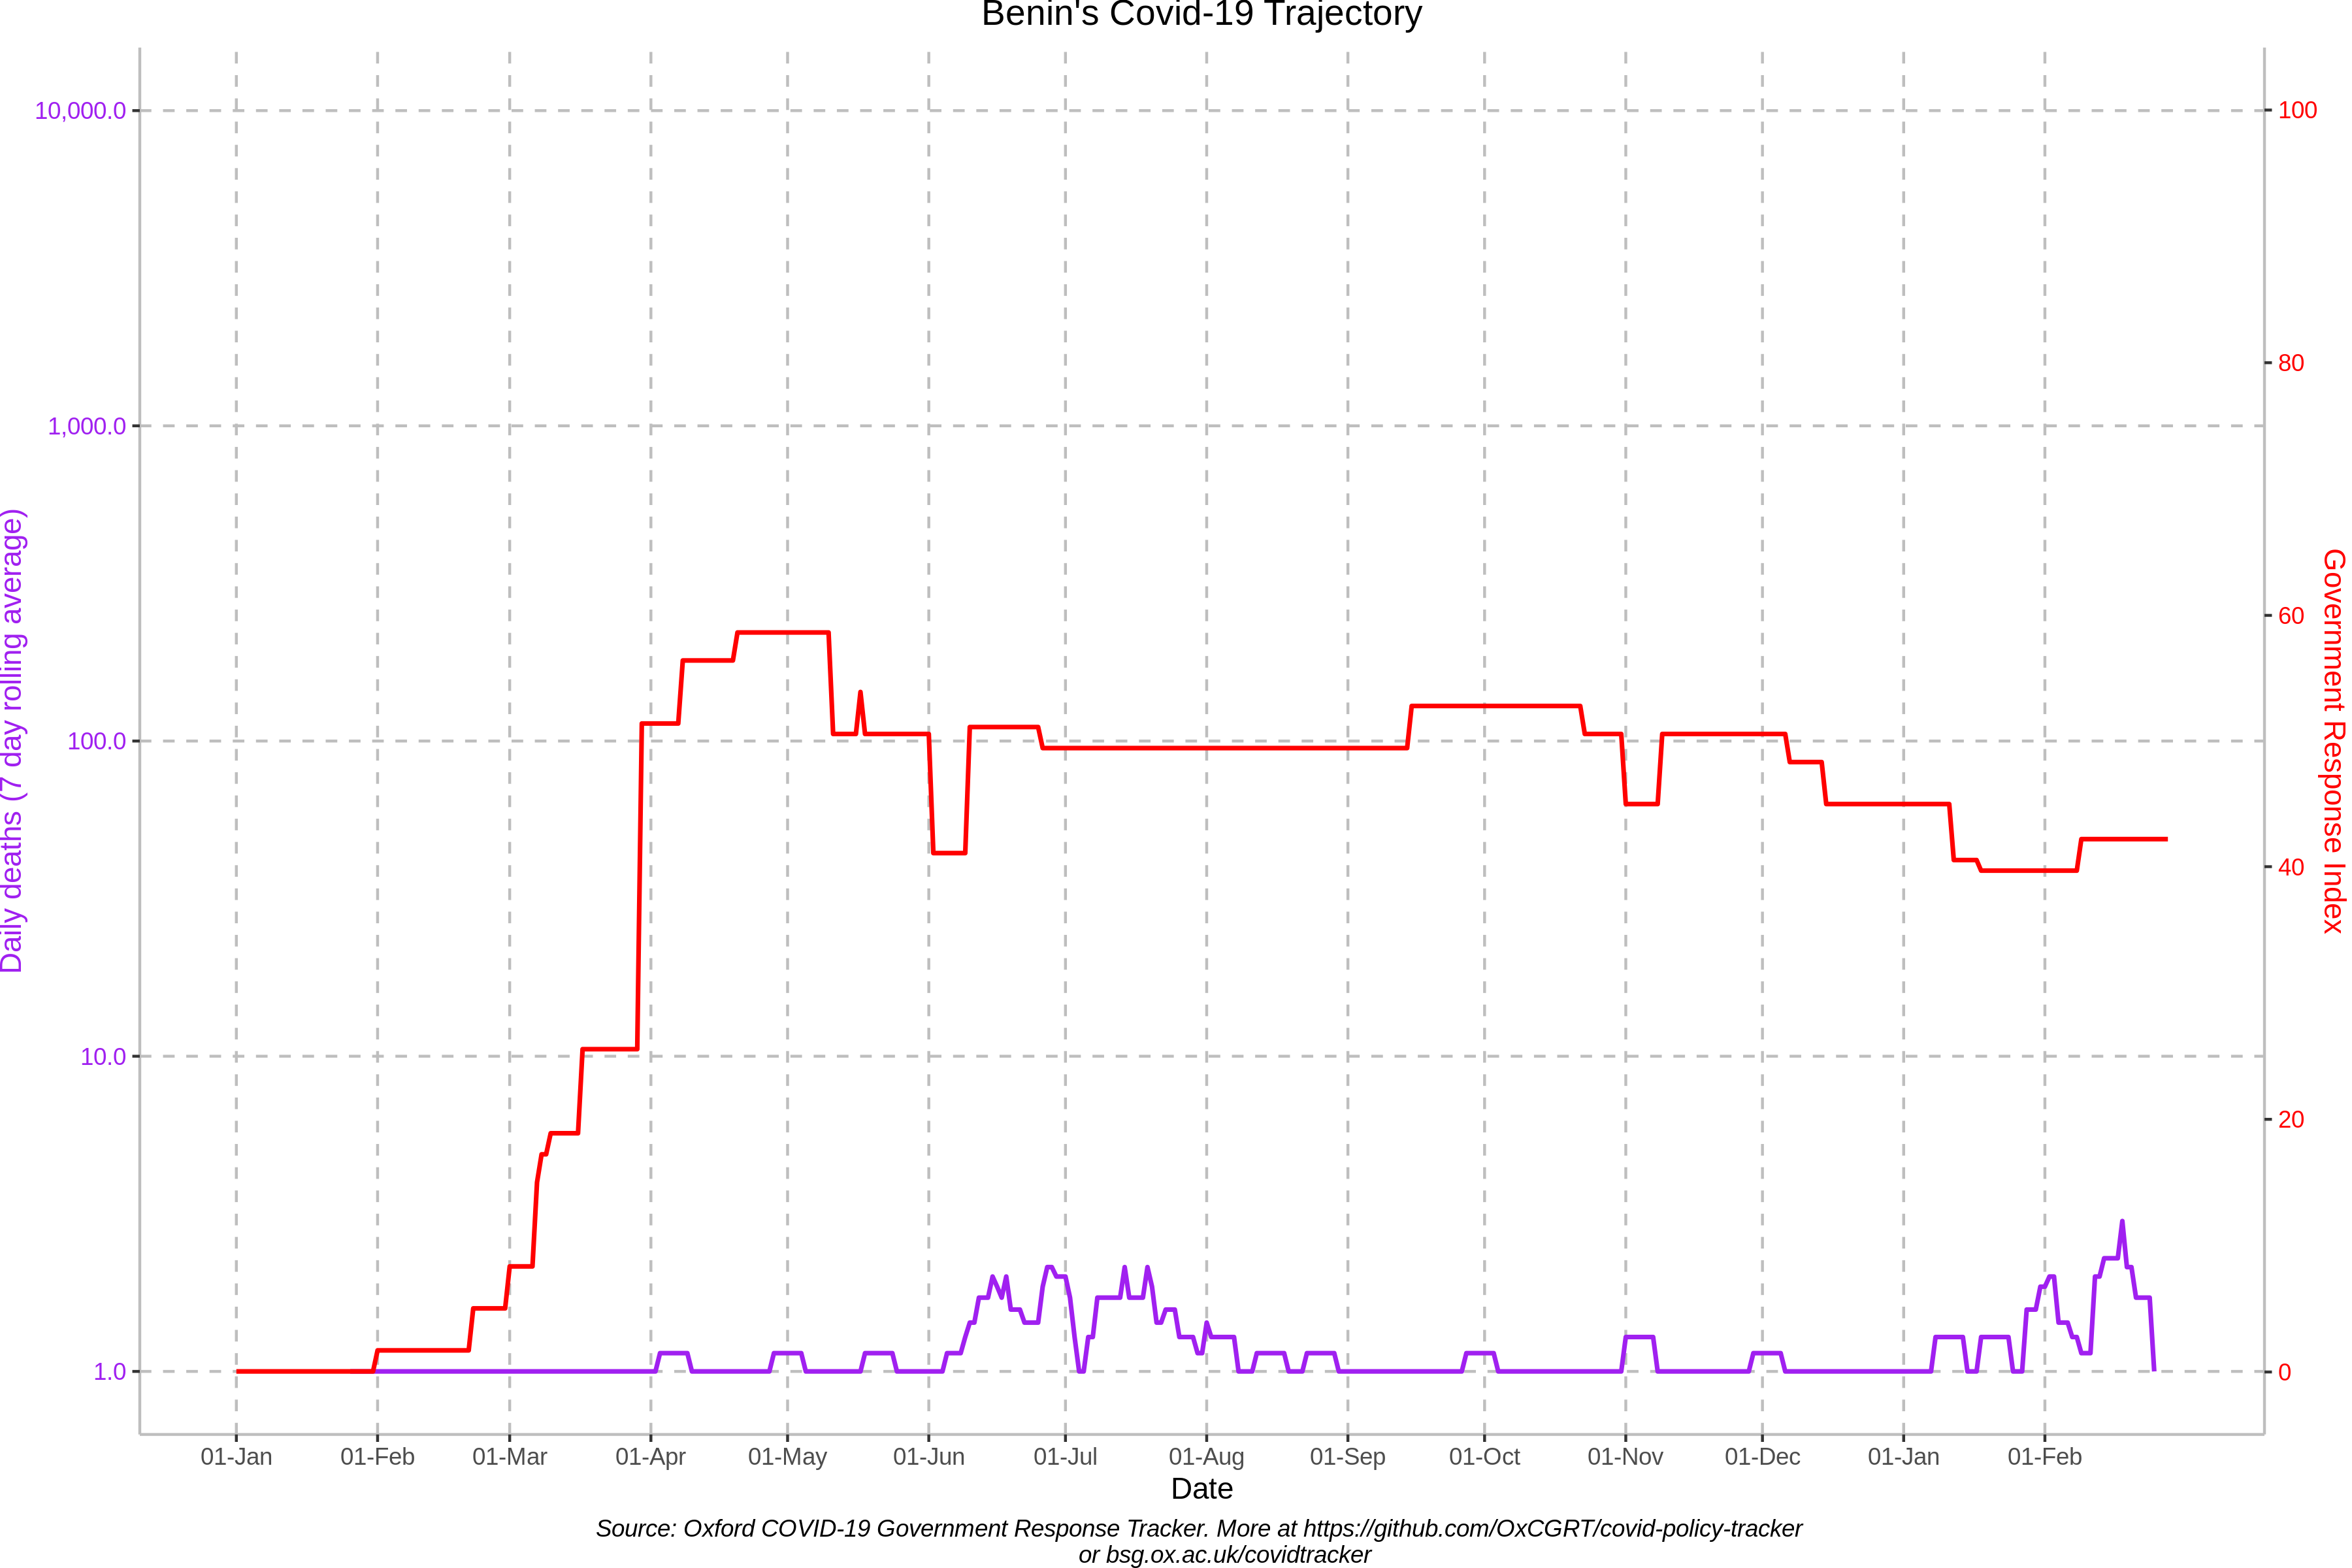 Benin's Covid-19 Trajectory
10,000.0
1,000.0
100.0
10.0
1.0
Daily deaths (7 day rolling average)
100
80
60
40
20
0
Government Response Index
01-Jan 01-Feb 01-Mar 01-Apr 01-May 01-Jun 01-Jul 01-Aug 01-Sep 01-Oct 01-Nov 01-Dec 01-Jan 01-Feb
Date
Source: Oxford COVID-19 Government Response Tracker. More at https://github.com/OxCGRT/covid-policy-tracker
or bsg.ox.ac.uk/covidtracker